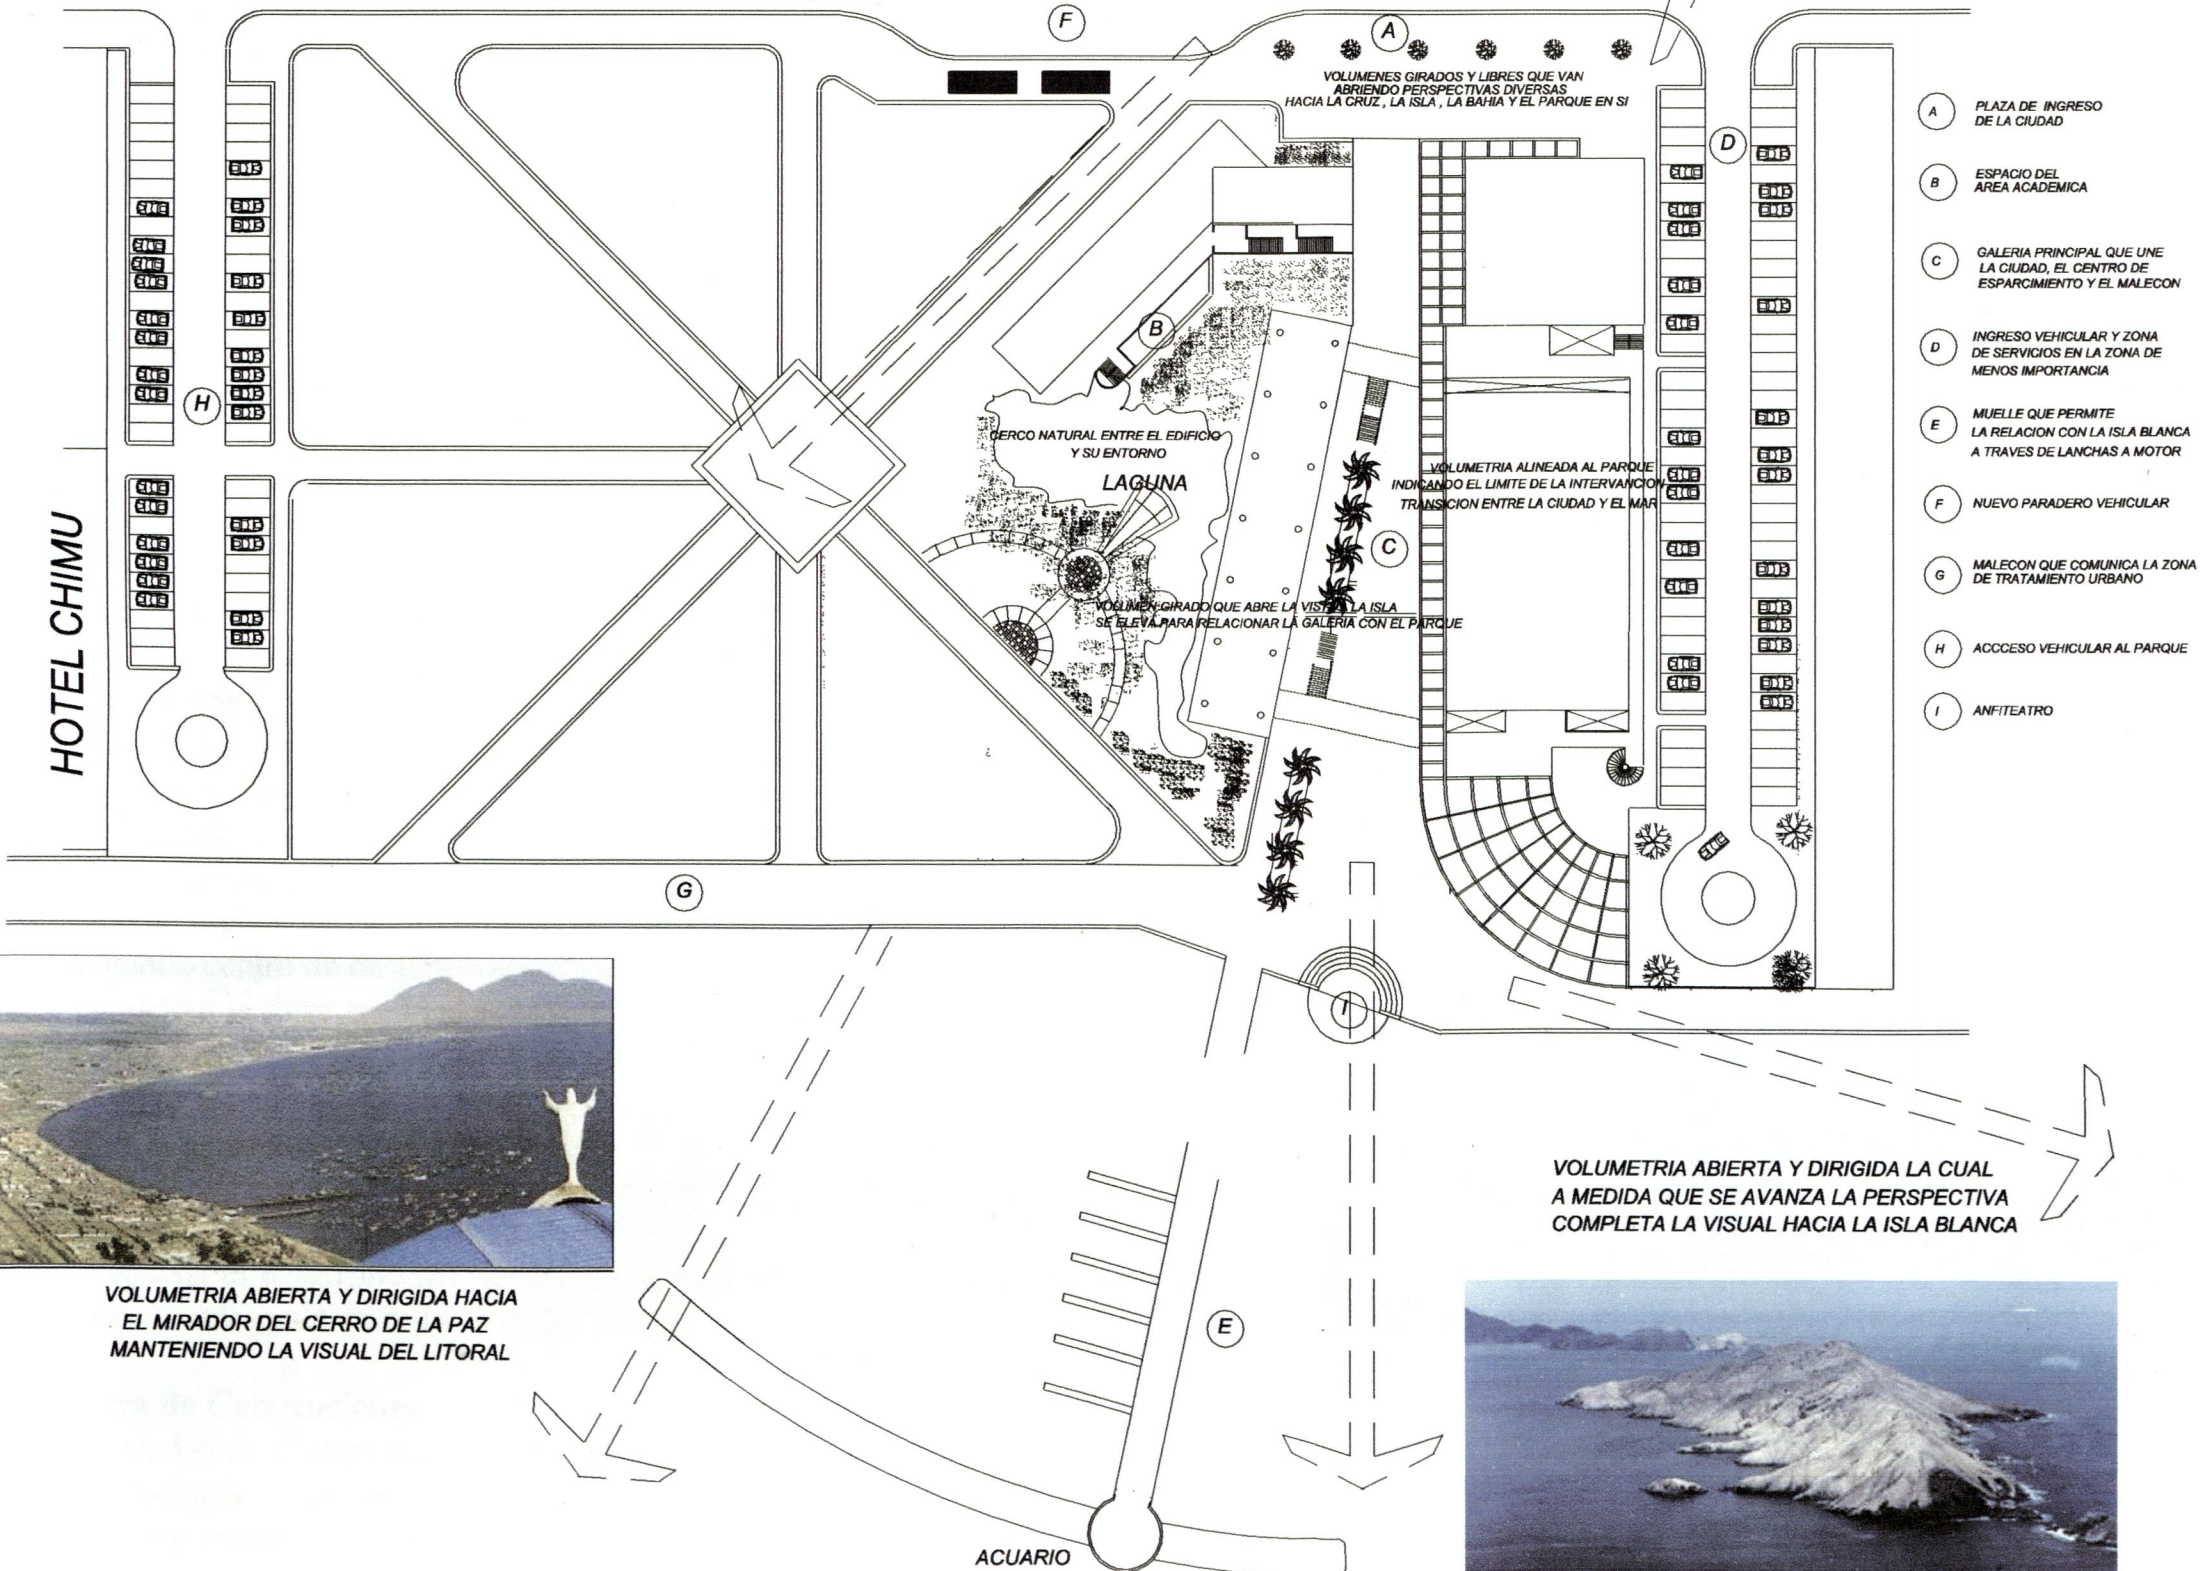 F
A
VOLUMENES GIRADOS Y LIBRES QUE VAN
ABRIENDO PERSPECTIVAS DIVERSAS
HACIA LA CRUZ , LA ISLA , LA BAHIA Y EL PARQUE EN SI
D
B
H
CERCO NATURAL ENTRE EL EDIFICIO
Y SU ENTORNO
LAGUNA
VOLUMETRIA ALINEADA AL PARQUE
INDICANDO EL LIMITE DE LA INTERVANCION
TRANSICION ENTRE LA CIUDAD Y EL MAR
C
VOLUMEN GIRADO QUE ABRE LA VISTA A LA ISLA
SE ELEVA PARA RELACIONAR LA GALERIA CON EL PARQUE
HOTEL CHIMU
G
I
E
ACUARIO
A PLAZA DE INGRESO
DE LA CIUDAD
B ESPACIO DEL
AREA ACADEMICA
C GALERIA PRINCIPAL QUE UNE
LA CIUDAD, EL CENTRO DE
ESPARCIMIENTO Y EL MALECON
D INGRESO VEHICULAR Y ZONA
DE SERVICIOS EN LA ZONA DE
MENOS IMPORTANCIA
E MUELLE QUE PERMITE
LA RELACION CON LA ISLA BLANCA
A TRAVES DE LANCHAS A MOTOR
F NUEVO PARADERO VEHICULAR
G MALECON QUE COMUNICA LA ZONA
DE TRATAMIENTO URBANO
H ACCCESO VEHICULAR AL PARQUE
I ANFITEATRO
VOLUMETRIA ABIERTA Y DIRIGIDA HACIA
EL MIRADOR DEL CERRO DE LA PAZ
MANTENIENDO LA VISUAL DEL LITORAL
VOLUMETRIA ABIERTA Y DIRIGIDA LA CUAL
A MEDIDA QUE SE AVANZA LA PERSPECTIVA
COMPLETA LA VISUAL HACIA LA ISLA BLANCA